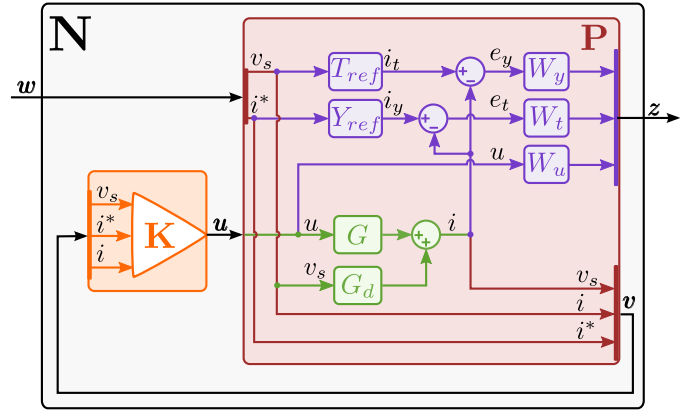 N
P
w
v_s
T_ref
i_t
e_y
W_y
i*
Y_ref
i_y
e_t
W_t
z
u
W_u
v_s
i*
i
K
u
u
G
i
v_s
G_d
v_s
i
i*
v